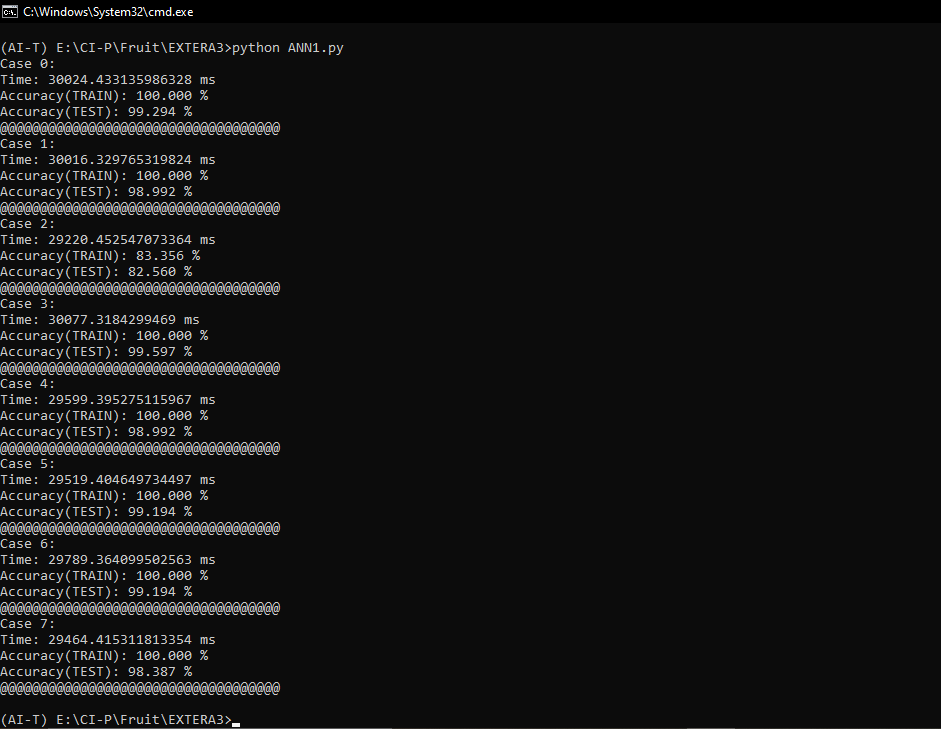 C:\Windows\System32\cmd.exe
(AI-T) E:\CI-P\Fruit\EXTERA3>python ANN1.py
Case 0:
Time: 30024.433135986328 ms
Accuracy(TRAIN): 100.000 %
Accuracy(TEST): 99.294 %
@@@@@@@@@@@@@@@@@@@@@@@@@@@@@@@@@@@
Case 1:
Time: 30016.329765319824 ms
Accuracy(TRAIN): 100.000 %
Accuracy(TEST): 98.992 %
@@@@@@@@@@@@@@@@@@@@@@@@@@@@@@@@@@@
Case 2:
Time: 29220.452547073364 ms
Accuracy(TRAIN): 83.356 %
Accuracy(TEST): 82.560 %
@@@@@@@@@@@@@@@@@@@@@@@@@@@@@@@@@@@
Case 3:
Time: 30077.3184299469 ms
Accuracy(TRAIN): 100.000 %
Accuracy(TEST): 99.597 %
@@@@@@@@@@@@@@@@@@@@@@@@@@@@@@@@@@@
Case 4:
Time: 29599.395275115967 ms
Accuracy(TRAIN): 100.000 %
Accuracy(TEST): 98.992 %
@@@@@@@@@@@@@@@@@@@@@@@@@@@@@@@@@@@
Case 5:
Time: 29519.404649734497 ms
Accuracy(TRAIN): 100.000 %
Accuracy(TEST): 99.194 %
@@@@@@@@@@@@@@@@@@@@@@@@@@@@@@@@@@@
Case 6:
Time: 29789.364099502563 ms
Accuracy(TRAIN): 100.000 %
Accuracy(TEST): 99.194 %
@@@@@@@@@@@@@@@@@@@@@@@@@@@@@@@@@@@
Case 7:
Time: 29464.415311813354 ms
Accuracy(TRAIN): 100.000 %
Accuracy(TEST): 98.387 %
@@@@@@@@@@@@@@@@@@@@@@@@@@@@@@@@@@@
(AI-T) E:\CI-P\Fruit\EXTERA3>